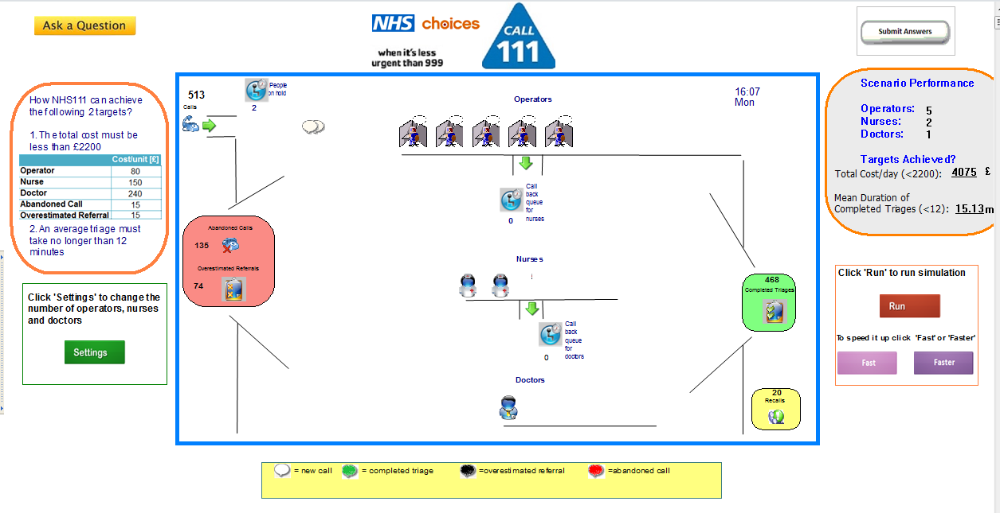 Ask a Question
NHS choices
when it's less
urgent than 999
CALL
111
Submit Answers
How NHS111 can achieve
the following 2 targets?
1. The total cost must be
less than £2200
Cost/unit [£]
Operator 80
Nurse 150
Doctor 240
Abandoned Call 15
Overestimated Referral 15
2. An average triage must
take no longer than 12
minutes
Click 'Settings' to change the
number of operators, nurses
and doctors
Settings
513
Calls
People
on hold
2
Operators
16:07
Mon
Call
back
queue
for
nurses
0
Abandoned Calls
135
Overestimated Referrals
74
Nurses
Call
back
queue
for
doctors
0
Doctors
468
Completed Triages
20
Recalls
Scenario Performance
Operators: 5
Nurses: 2
Doctors: 1
Targets Achieved?
Total Cost/day (<2200): 4075 £
Mean Duration of
Completed Triages (<12): 15.13m
Click 'Run' to run simulation
Run
To speed it up click 'Fast' or 'Faster'
Fast Faster
= new call = completed triage =overestimated referral =abandoned call